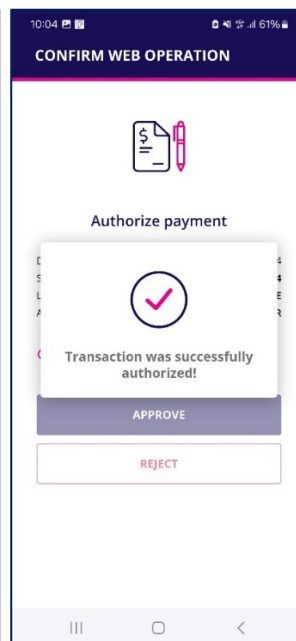 10:04
61%
CONFIRM WEB OPERATION
$
Authorize payment
Transaction was successfully
authorized!
APPROVE
REJECT